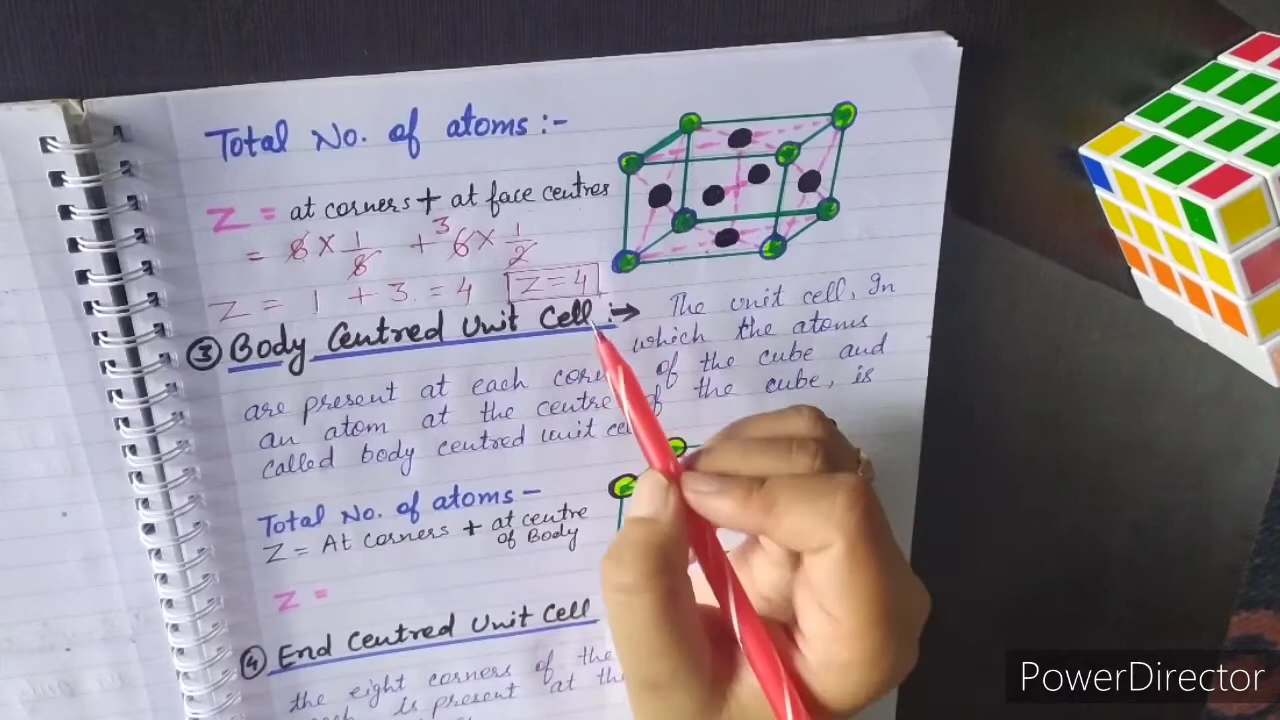 Total No. of atoms :-
Z = at corners + at face centres
= 8 × 1/8 + 3 6 × 1/2
Z = 1 + 3 = 4 Z = 4
③ Body Centred Unit Cell :→ The unit cell, In
which the atoms
are present at each of the cube and
an atom at the centre of the cube, is
called body centred unit
Total No. of atoms –
Z = At corners + at centre
of Body
Z =
④ End Centred Unit Cell
the eight corners of the
is present at the
PowerDirector